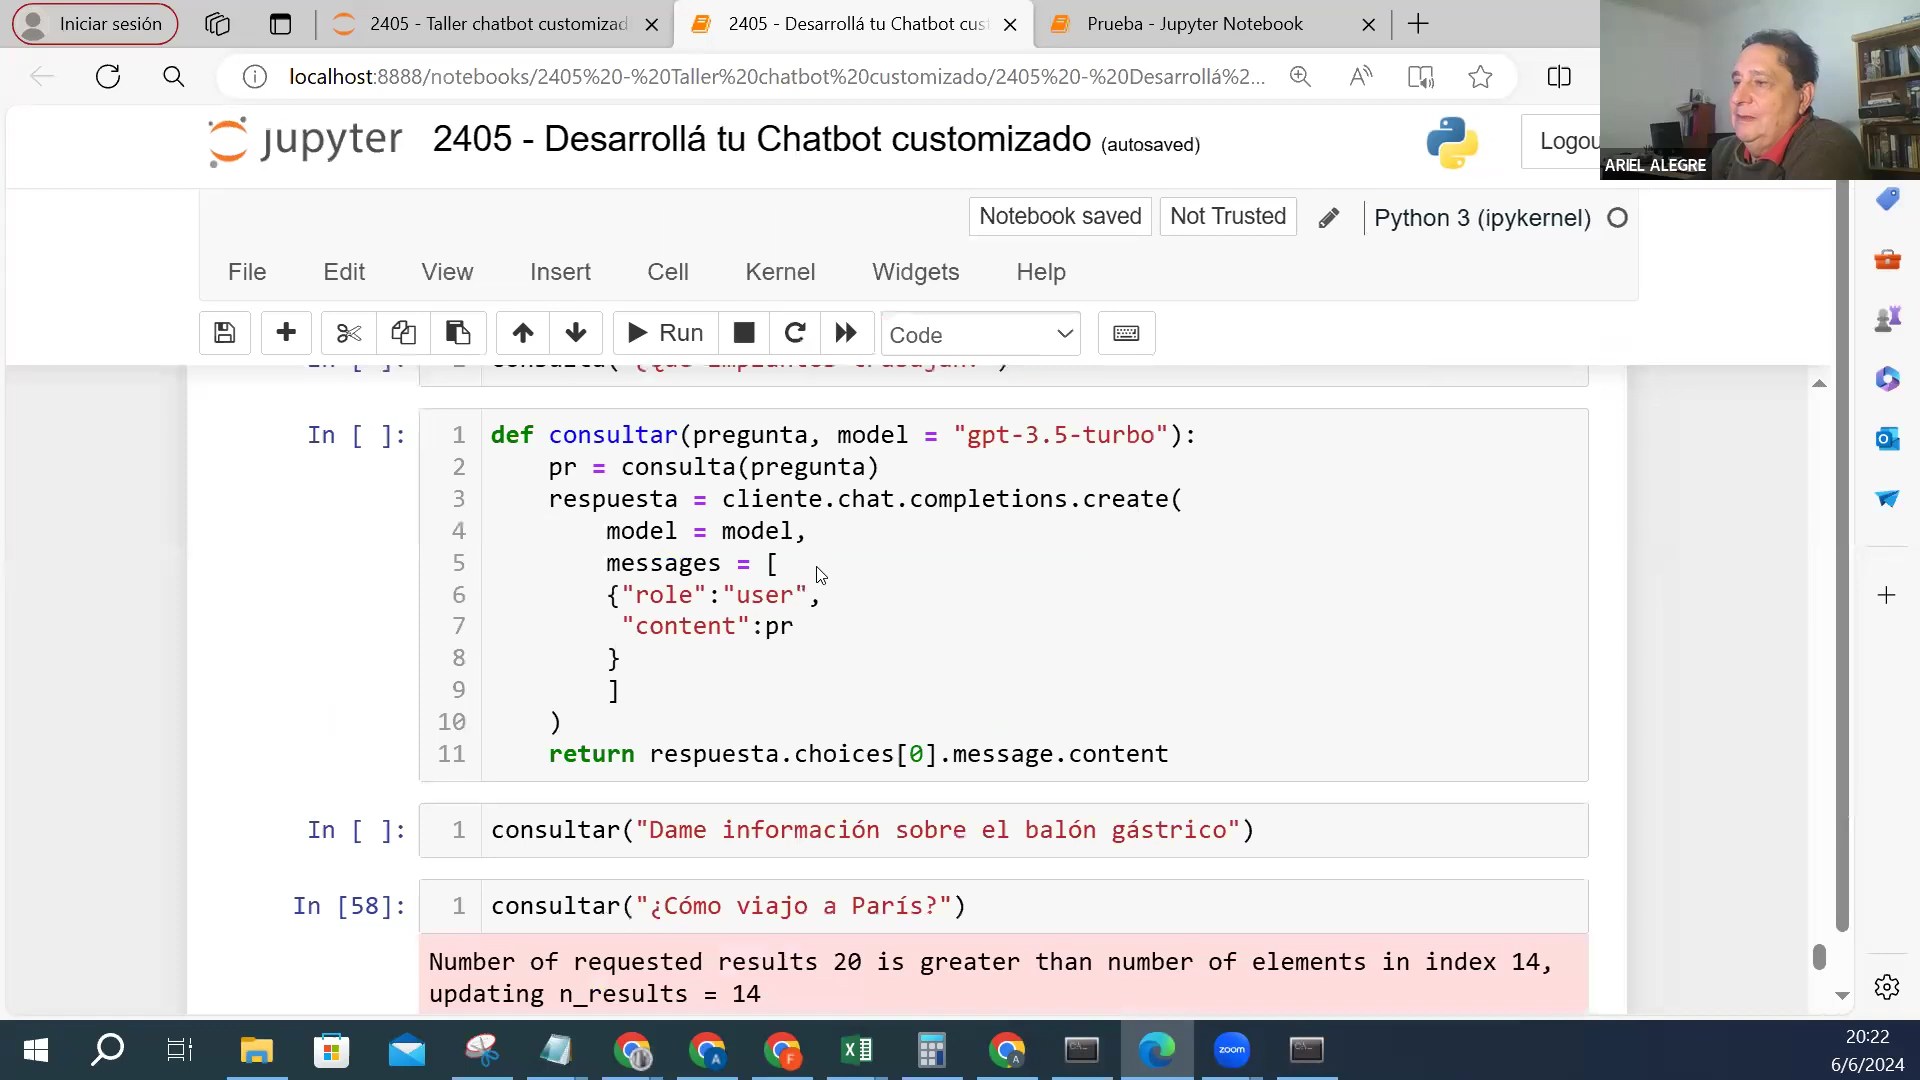 Iniciar sesión
2405 - Taller chatbot customizad
2405 - Desarrollá tu Chatbot cus
Prueba - Jupyter Notebook
localhost:8888/notebooks/2405%20-%20Taller%20chatbot%20customizado/2405%20-%20Desarrollá%2...
jupyter
2405 - Desarrollá tu Chatbot customizado (autosaved)
Logou
ARIEL ALEGRE
Notebook saved
Not Trusted
Python 3 (ipykernel)
File Edit View Insert Cell Kernel Widgets Help
Run
Code
In [ ]:
1 def consultar(pregunta, model = "gpt-3.5-turbo"):
2 pr = consulta(pregunta)
3 respuesta = cliente.chat.completions.create(
4 model = model,
5 messages = [
6 {"role":"user",
7 "content":pr
8 }
9 ]
10 )
11 return respuesta.choices[0].message.content
In [ ]:
1 consultar("Dame información sobre el balón gástrico")
In [58]:
1 consultar("¿Cómo viajo a París?")
Number of requested results 20 is greater than number of elements in index 14,
updating n_results = 14
zoom
20:22
6/6/2024